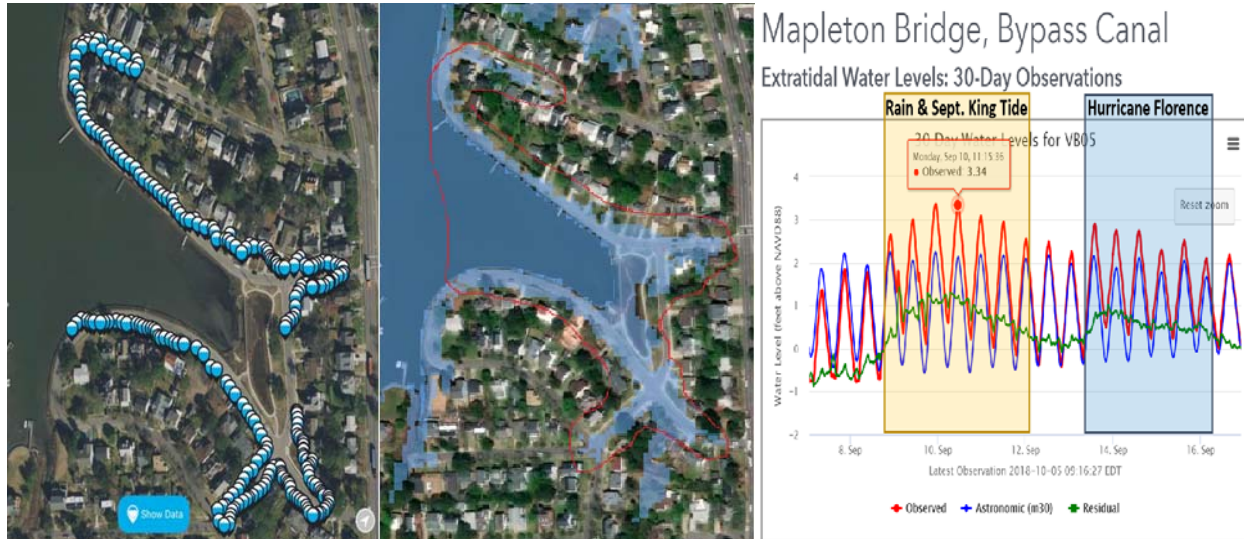 Show Data
Mapleton Bridge, Bypass Canal
Extratidal Water Levels: 30-Day Observations
Rain & Sept. King Tide
Hurricane Florence
30-Day Water Levels for VB05
Monday, Sep 10, 11:15:36
Observed: 3.34
Reset zoom
Water Level (feet above NAVD88)
4
3
2
1
0
−1
−2
8. Sep
10. Sep
12. Sep
14. Sep
16. Sep
Latest Observation 2018-10-05 09:16:27 EDT
Observed
Astronomic (m30)
Residual